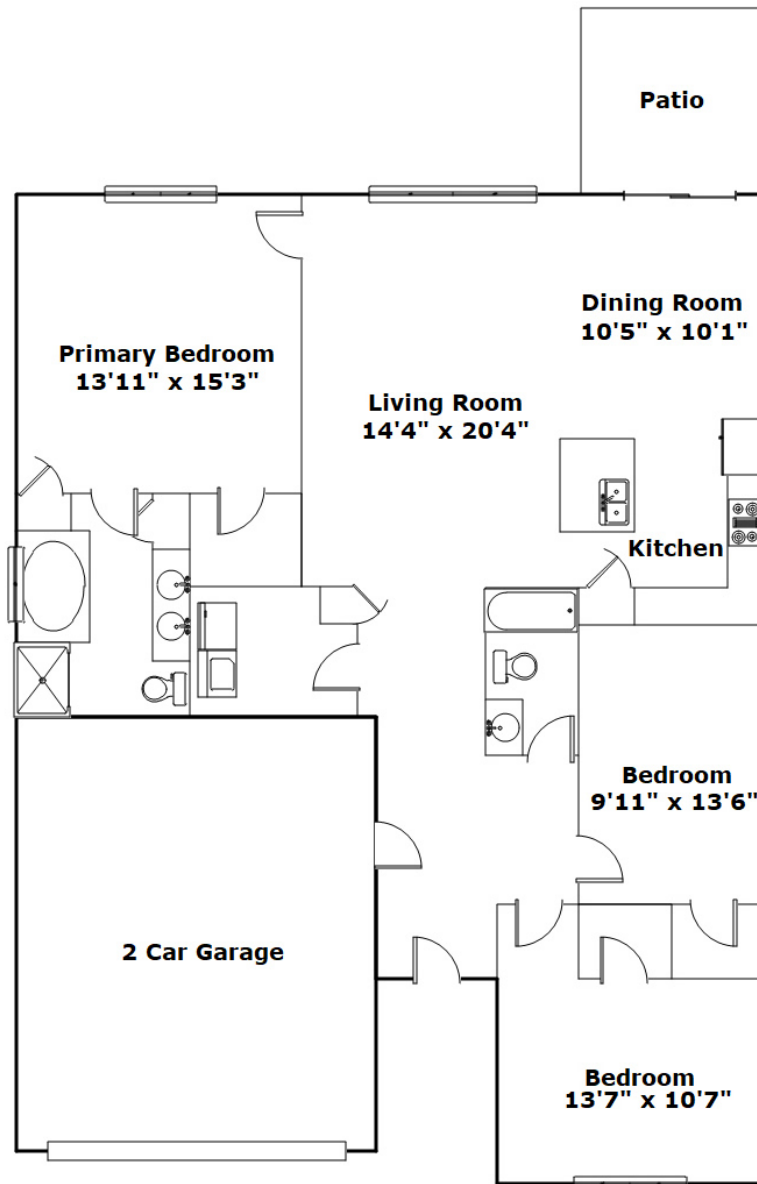 Patio
Dining Room
10'5" x 10'1"
Primary Bedroom
13'11" x 15'3"
Living Room
14'4" x 20'4"
Kitchen
Bedroom
9'11" x 13'6"
2 Car Garage
Bedroom
13'7" x 10'7"